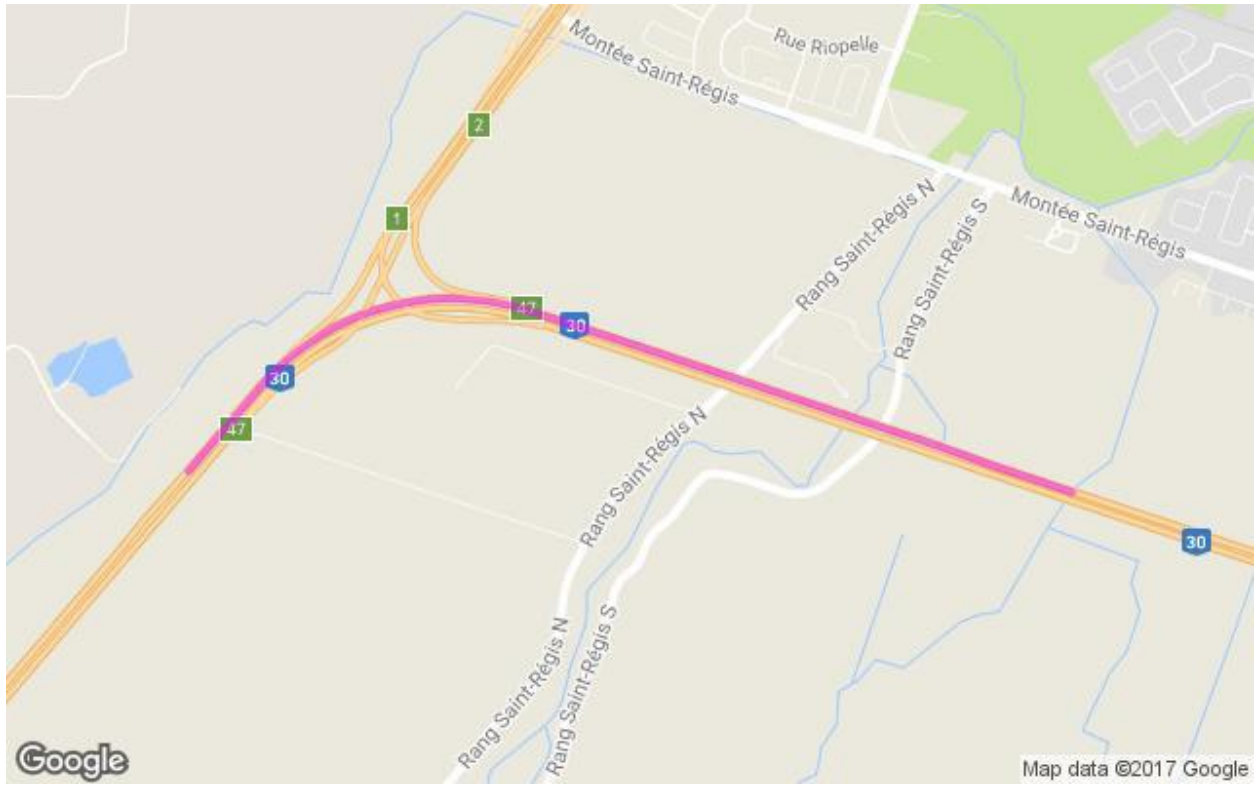 Montée Saint-Régis
Rue Riopelle
2
1
Rang Saint-Régis N
Rang Saint-Régis S
Montée Saint-Régis
47
30
30
47
Rang Saint-Régis N
30
Rang Saint-Régis N
Rang Saint-Régis S
Google
Map data ©2017 Google